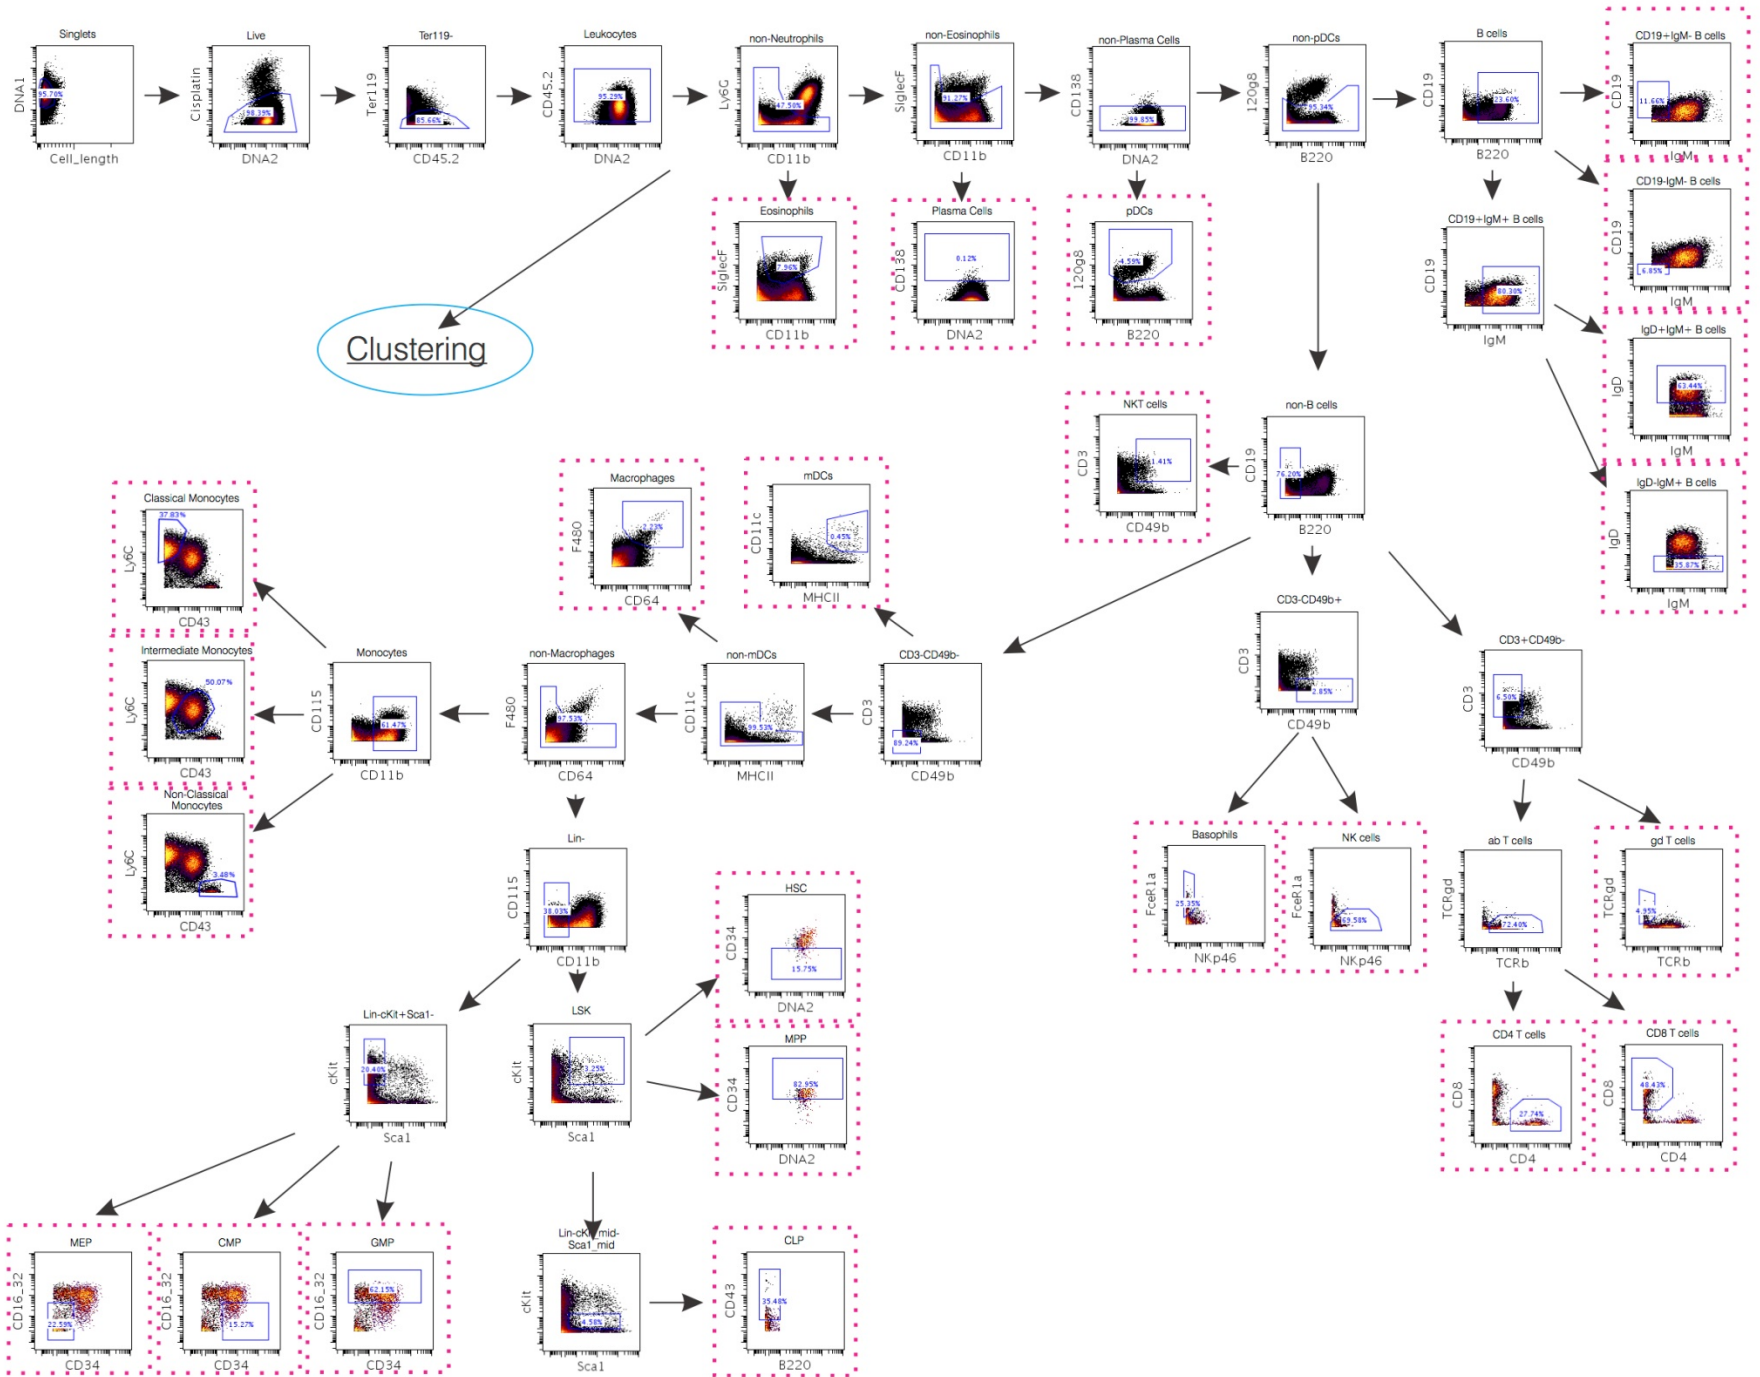 Singlets
DNA1
95.70%
Cell_length
Live
Cisplatin
98.39%
DNA2
Ter119-
Ter119
85.66%
CD45.2
Leukocytes
CD45.2
95.29%
DNA2
non-Neutrophils
Ly6G
47.58%
CD11b
non-Eosinophils
SiglecF
91.27%
CD11b
non-Plasma Cells
CD138
99.85%
DNA2
non-pDCs
120g8
95.34%
B220
B cells
CD19
23.60%
B220
CD19+IgM- B cells
CD19
11.66%
IgM
CD19-IgM- B cells
CD19
6.85%
IgM
Eosinophils
SiglecF
7.96%
CD11b
Plasma Cells
CD138
0.12%
DNA2
pDCs
120g8
4.59%
B220
CD19+IgM+ B cells
CD19
80.30%
IgM
IgD+IgM+ B cells
IgD
63.44%
IgM
IgD-IgM+ B cells
IgD
35.87%
IgM
Clustering
NKT cells
CD3
1.41%
CD49b
non-B cells
CD19
76.20%
B220
Macrophages
F480
2.23%
CD64
mDCs
CD11c
0.45%
MHCII
Classical Monocytes
37.83%
Ly6C
CD43
Intermediate Monocytes
50.07%
Ly6C
CD43
Non-Classical
Monocytes
Ly6C
3.48%
CD43
Monocytes
CD115
61.47%
CD11b
non-Macrophages
F480
97.53%
CD64
non-mDCs
CD11c
99.53%
MHCII
CD3-CD49b-
CD3
89.24%
CD49b
CD3-CD49b+
CD3
2.85%
CD49b
CD3+CD49b-
CD3
6.50%
CD49b
Basophils
FceR1a
25.35%
NKp46
NK cells
FceR1a
69.58%
NKp46
ab T cells
TCRgd
72.40%
TCRb
gd T cells
TCRgd
4.95%
TCRb
Lin-
CD115
38.03%
CD11b
HSC
CD34
15.75%
DNA2
Lin-cKit+Sca1-
cKit
20.40%
Sca1
LSK
cKit
3.25%
Sca1
MPP
CD34
82.95%
DNA2
CD4 T cells
CD8
27.74%
CD4
CD8 T cells
CD8
48.43%
CD4
MEP
CD16_32
22.59%
CD34
CMP
CD16_32
15.27%
CD34
GMP
CD16_32
62.15%
CD34
Lin-cKit_mid-
Sca1_mid
cKit
4.58%
Sca1
CLP
CD43
35.48%
B220